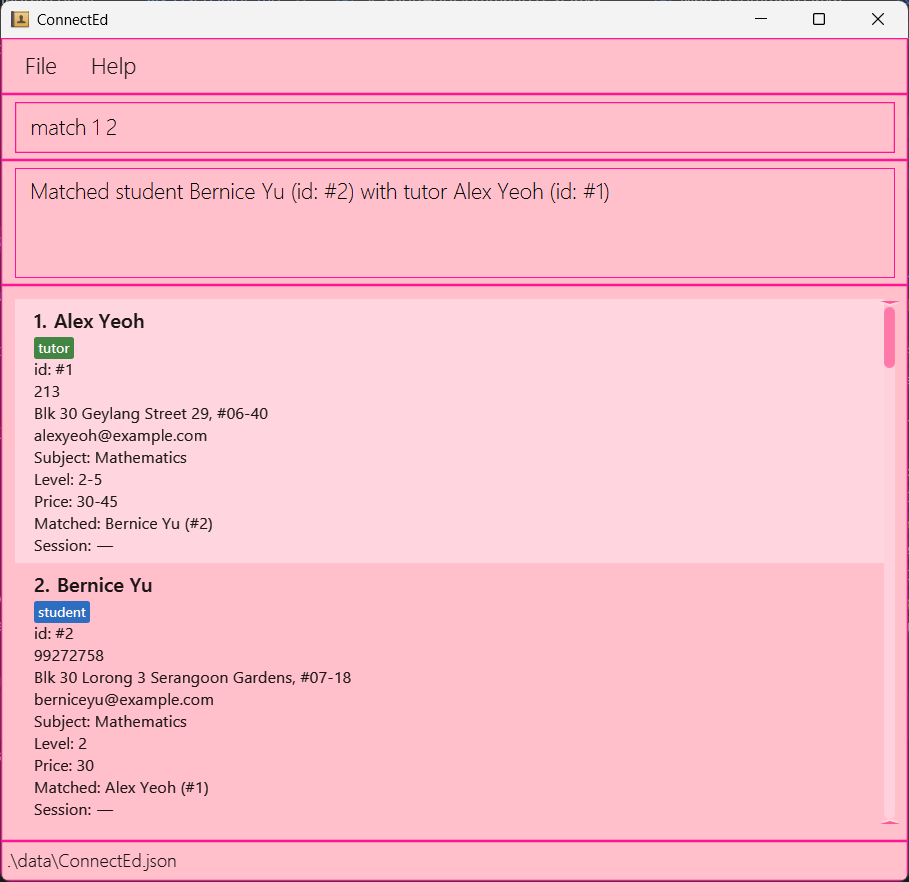 ConnectEd
File Help
match 1 2
Matched student Bernice Yu (id: #2) with tutor Alex Yeoh (id: #1)
1. Alex Yeoh
tutor
id: #1
213
Blk 30 Geylang Street 29, #06-40
alexyeoh@example.com
Subject: Mathematics
Level: 2-5
Price: 30-45
Matched: Bernice Yu (#2)
Session: —
2. Bernice Yu
student
id: #2
99272758
Blk 30 Lorong 3 Serangoon Gardens, #07-18
berniceyu@example.com
Subject: Mathematics
Level: 2
Price: 30
Matched: Alex Yeoh (#1)
Session: —
.\data\ConnectEd.json